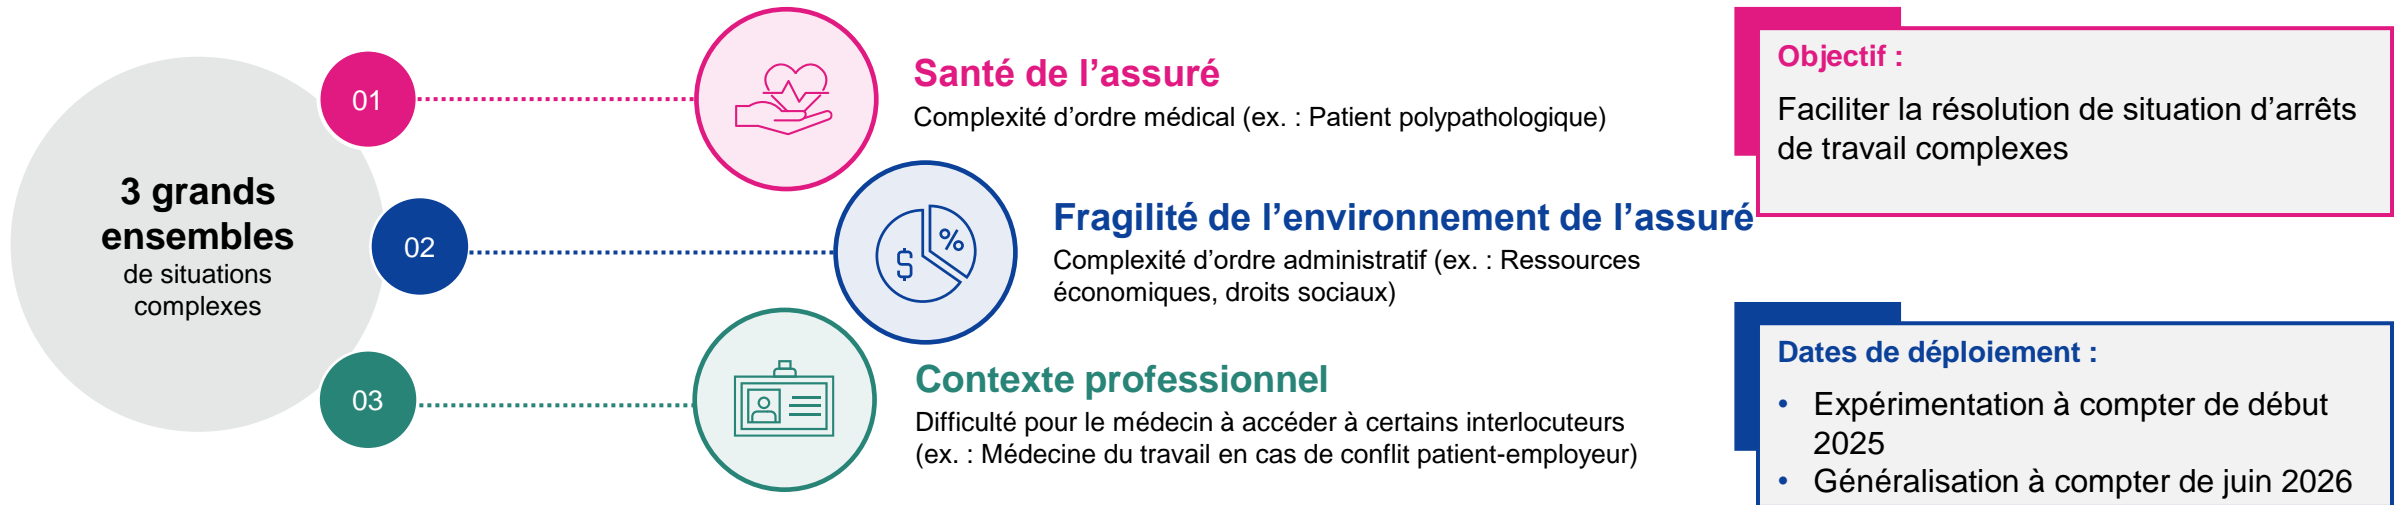 3 grands
ensembles
de situations
complexes
01
Santé de l’assuré
Complexité d’ordre médical (ex. : Patient polypathologique)
02
$
%
Fragilité de l’environnement de l’assuré
Complexité d’ordre administratif (ex. : Ressources
économiques, droits sociaux)
03
Contexte professionnel
Difficulté pour le médecin à accéder à certains interlocuteurs
(ex. : Médecine du travail en cas de conflit patient-employeur)
Objectif :
Faciliter la résolution de situation d’arrêts
de travail complexes
Dates de déploiement :
• Expérimentation à compter de début
2025
• Généralisation à compter de juin 2026